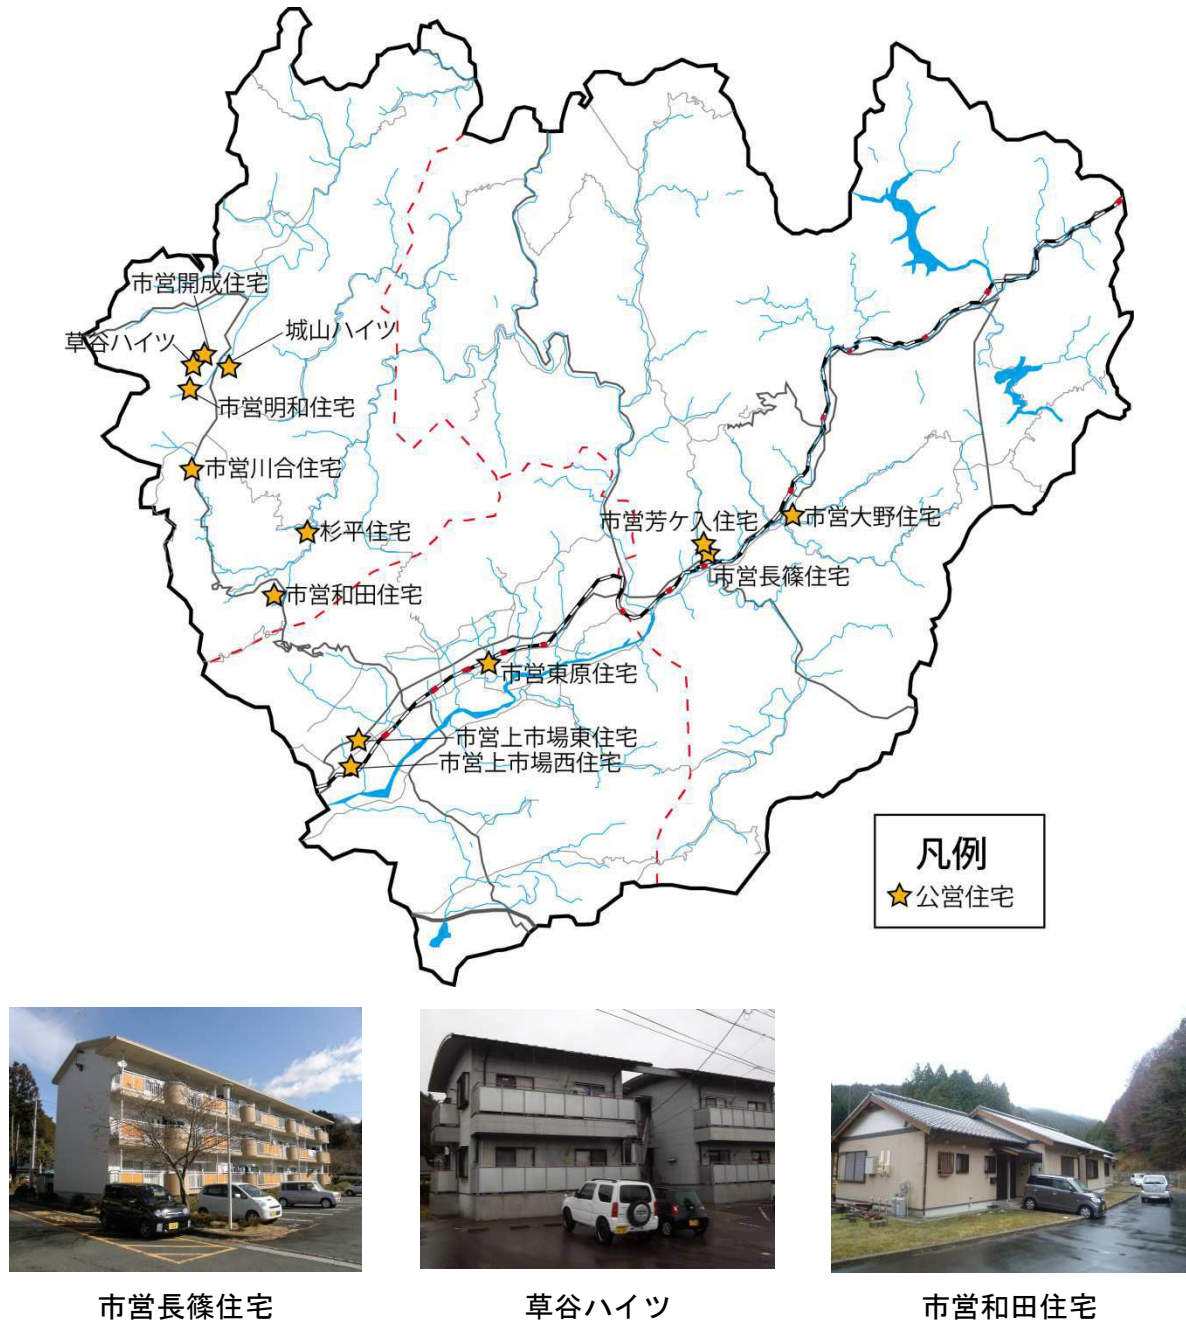 市営開成住宅
城山ハイツ
草谷ハイツ
市営明和住宅
市営川合住宅
杉平住宅
市営芳ケ入住宅
市営大野住宅
市営長篠住宅
市営和田住宅
市営東原住宅
市営上市場東住宅
市営上市場西住宅
凡例
公営住宅
市営長篠住宅
草谷ハイツ
市営和田住宅